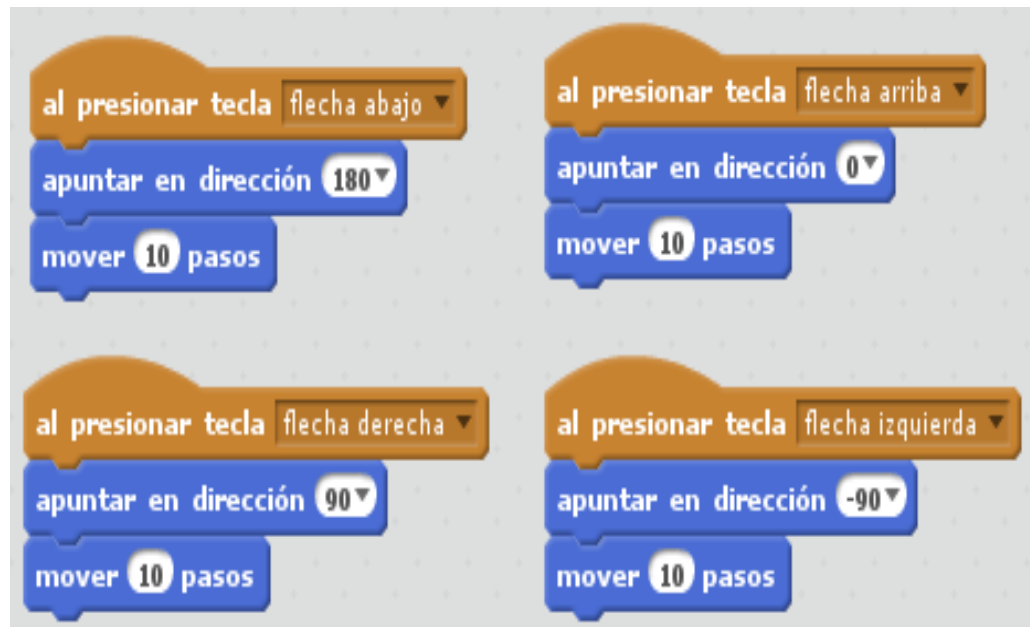 al presionar tecla flecha abajo
apuntar en dirección 180
mover 10 pasos
al presionar tecla flecha arriba
apuntar en dirección 0
mover 10 pasos
al presionar tecla flecha derecha
apuntar en dirección 90
mover 10 pasos
al presionar tecla flecha izquierda
apuntar en dirección -90
mover 10 pasos